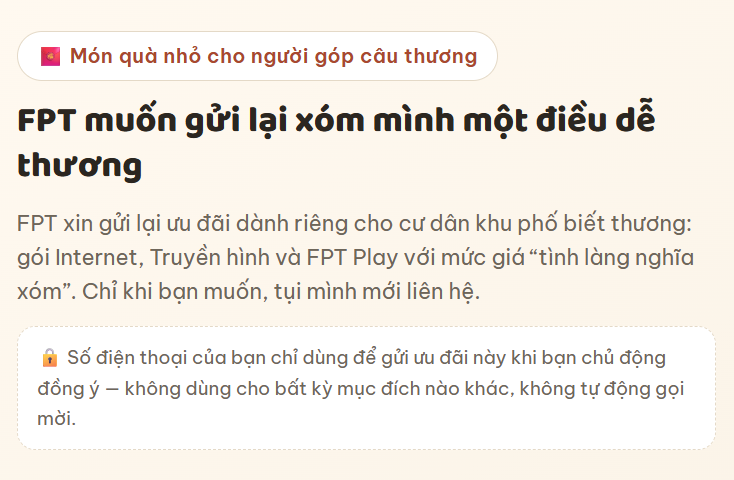 Món quà nhỏ cho người góp câu thương
FPT muốn gửi lại xóm mình một điều dễ
thương
FPT xin gửi lại ưu đãi dành riêng cho cư dân khu phố biết thương:
gói Internet, Truyền hình và FPT Play với mức giá “tình làng nghĩa
xóm”. Chỉ khi bạn muốn, tụi mình mới liên hệ.
Số điện thoại của bạn chỉ dùng để gửi ưu đãi này khi bạn chủ động
đồng ý — không dùng cho bất kỳ mục đích nào khác, không tự động gọi
mời.